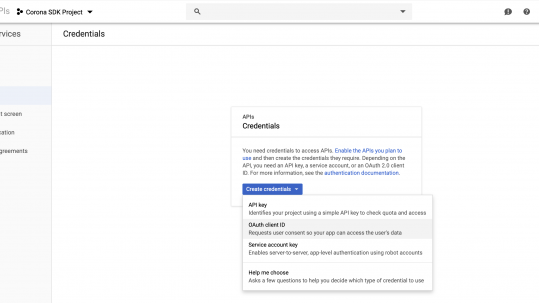 PIs Corona SDK Project
rvices
Credentials
t screen
ation
greements
APIs
Credentials
You need credentials to access APIs. Enable the APIs you plan to
use and then create the credentials they require. Depending on the
API, you need an API key, a service account, or an OAuth 2.0 client
ID. For more information, see the authentication documentation.
Create credentials
API key
Identifies your project using a simple API key to check quota and access
OAuth client ID
Requests user consent so your app can access the user's data
Service account key
Enables server-to-server, app-level authentication using robot accounts
Help me choose
Asks a few questions to help you decide which type of credential to use